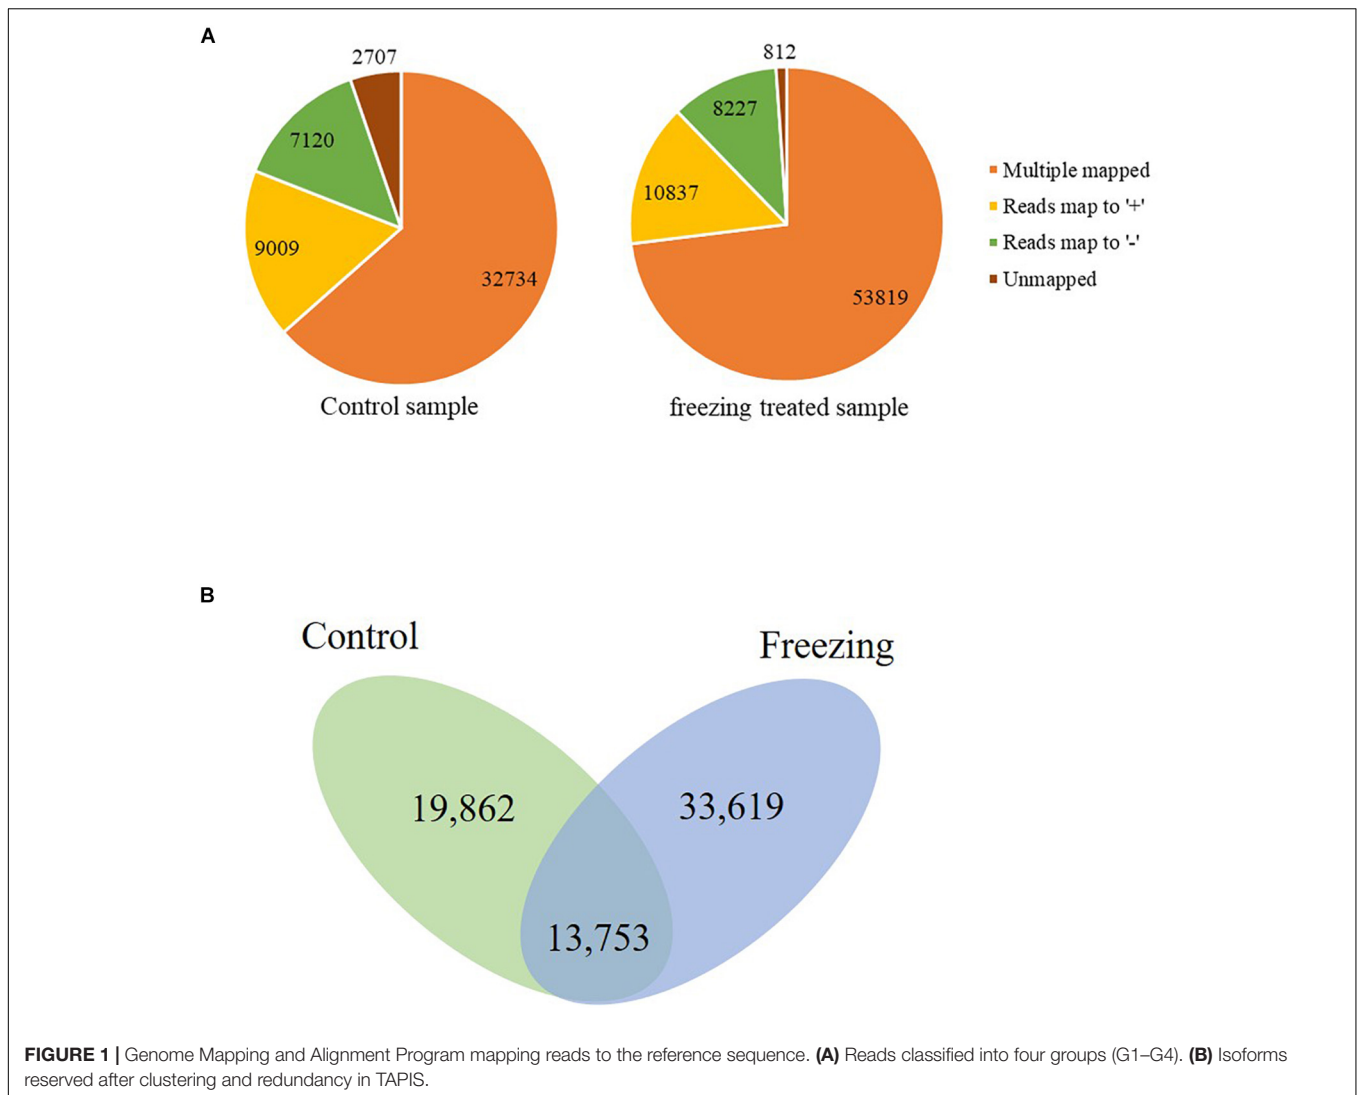 A
2707
812
7120
8227
9009
10837
32734
53819
Multiple mapped
Reads map to '+'
Reads map to '-'
Unmapped
Control sample
freezing treated sample
B
Control
Freezing
19,862
33,619
13,753
FIGURE 1 | Genome Mapping and Alignment Program mapping reads to the reference sequence. (A) Reads classified into four groups (G1–G4). (B) Isoforms
reserved after clustering and redundancy in TAPIS.